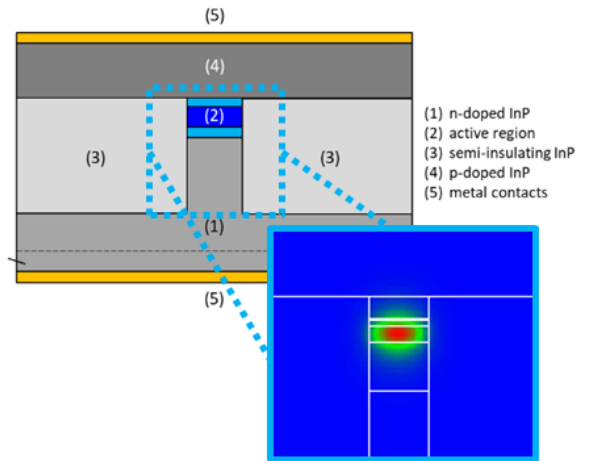 (5)
(4)
(2)
(3)
(3)
(1)
(5)
(1) n-doped InP
(2) active region
(3) semi-insulating InP
(4) p-doped InP
(5) metal contacts